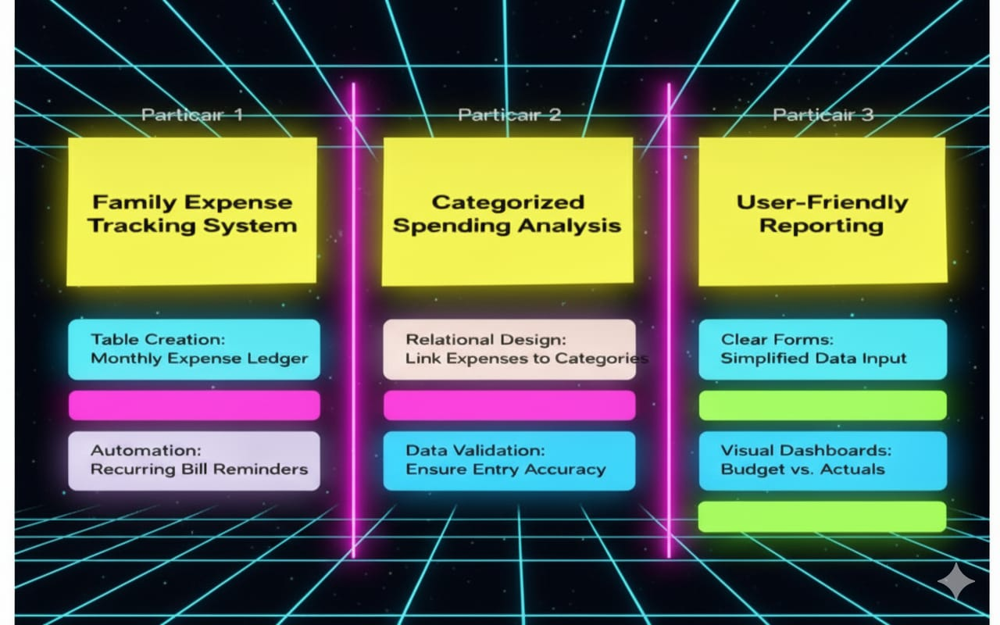 Particair 1
Family Expense
Tracking System
Table Creation:
Monthly Expense Ledger
Automation:
Recurring Bill Reminders
Particair 2
Categorized
Spending Analysis
Relational Design:
Link Expenses to Categories
Data Validation:
Ensure Entry Accuracy
Particair 3
User-Friendly
Reporting
Clear Forms:
Simplified Data Input
Visual Dashboards:
Budget vs. Actuals